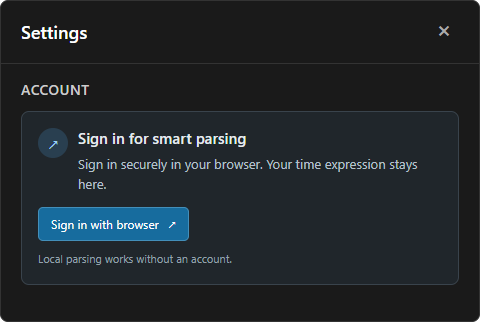 Settings
ACCOUNT
Sign in for smart parsing
Sign in securely in your browser. Your time expression stays
here.
Sign in with browser ↗
Local parsing works without an account.